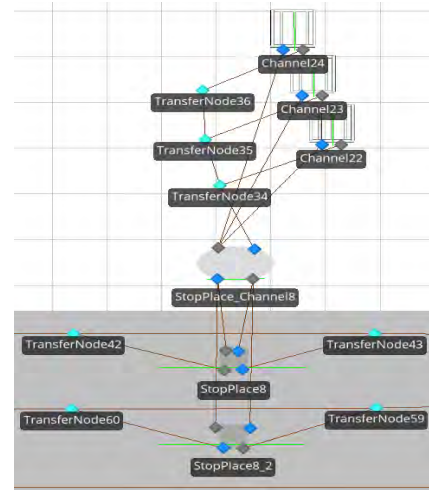 Channel24
TransferNode36
Channel23
TransferNode35
Channel22
TransferNode34
StopPlace_Channel8
TransferNode42
TransferNode43
StopPlace8
TransferNode60
TransferNode59
StopPlace8_2